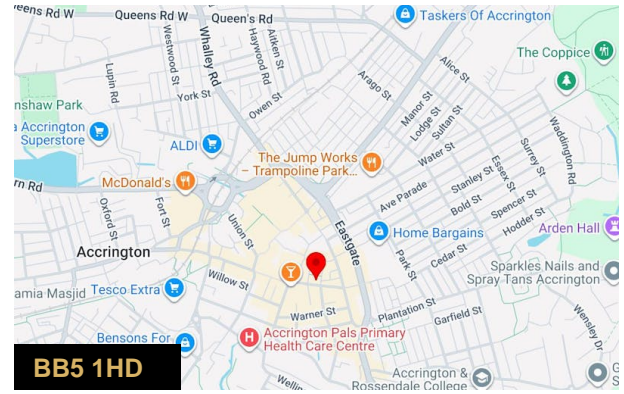 eens Rd W
Queens Rd W
Queen's Rd
Taskers Of Accrington
The Coppice
Whalley Rd
Westwood St
Haywood Rd
Aitken St
Lupin Rd
York St
Owen St
Arago St
Alice St
Manor St
Lodge St
Sultan St
Water St
Waddington Rd
nshaw Park
a Accrington
Superstore
ALDI
The Jump Works
– Trampoline Park...
Essex St
Surrey St
McDonald's
rn Rd
Oxford St
Fort St
Union St
Ave Parade
Stanley St
Bold St
Spencer St
Hodder St
Arden Hall
Eastgate
Home Bargains
Park St
Cedar St
Accrington
Willow St
Sparkles Nails and
Spray Tans Accrington
amia Masjid
Tesco Extra
Warner St
Plantation St
Garfield St
Wensley Dr
Bensons For
Accrington Pals Primary
Health Care Centre
H
Accrington &
Rossendale College
Wellin
G
S
BB5 1HD